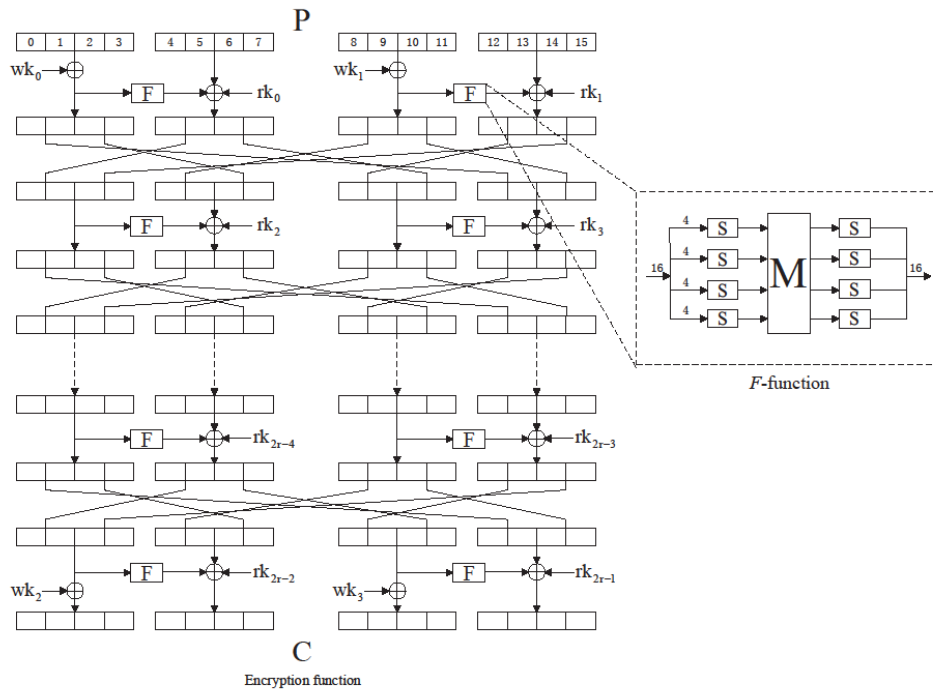 P
0 1 2 3 4 5 6 7 8 9 10 11 12 13 14 15
wk₀ wk₁
F rk₀ F rk₁
F rk₂ F rk₃
4 S S
4 S S
16 M 16
4 S S
4 S S
F-function
F rk₂ᵣ₋₄ F rk₂ᵣ₋₃
F rk₂ᵣ₋₂ F rk₂ᵣ₋₁
wk₂ wk₃
C
Encryption function